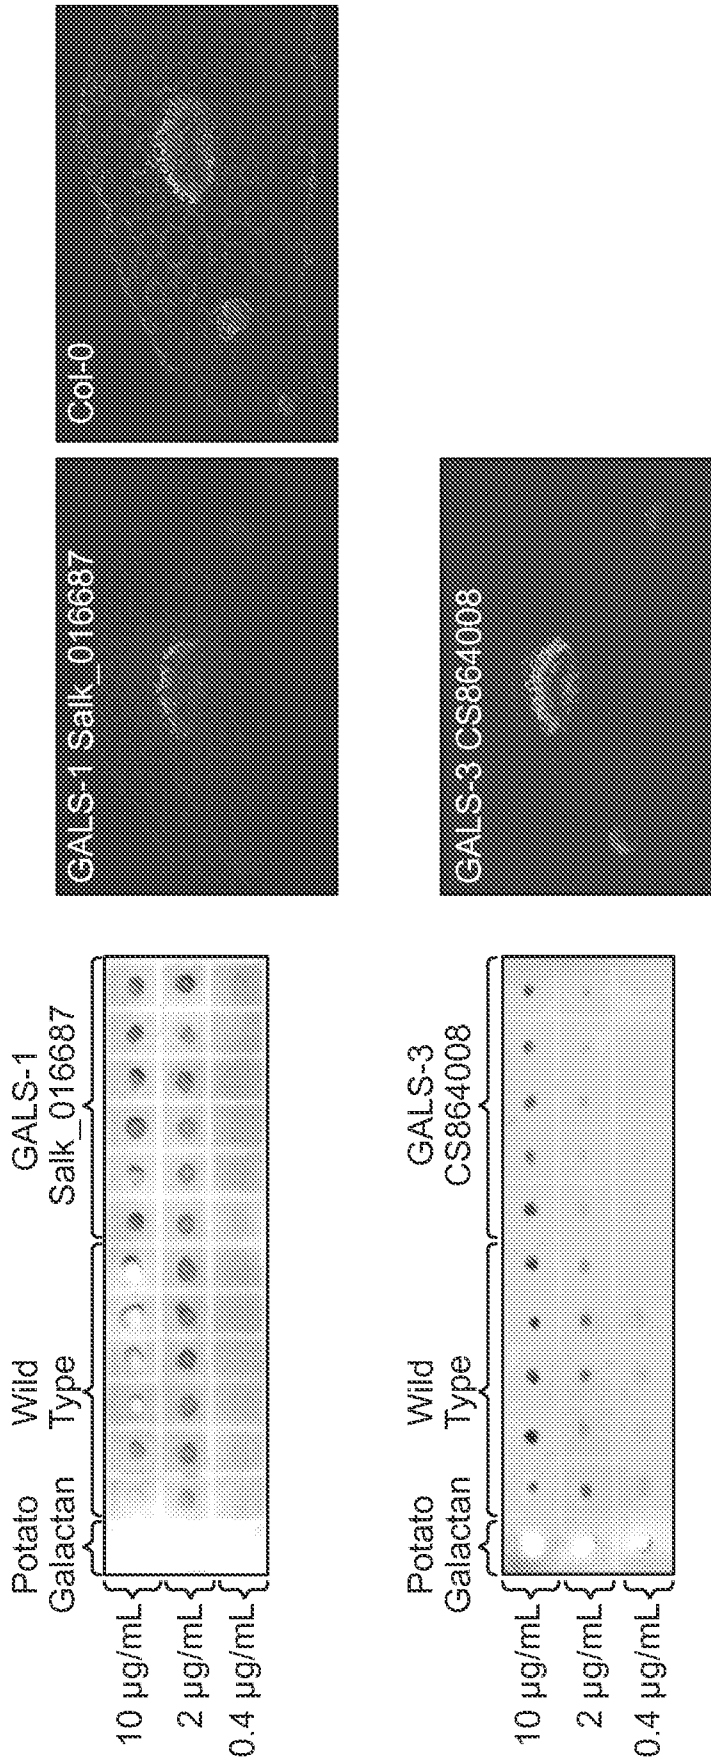 Potato
Galactan
Wild
Type
GALS-1
Salk_016687
10 µg/mL
2 µg/mL
0.4 µg/mL
GALS-1 Salk_016687
Col-0
Potato
Galactan
Wild
Type
GALS-3
CS864008
10 µg/mL
2 µg/mL
0.4 µg/mL
GALS-3 CS864008